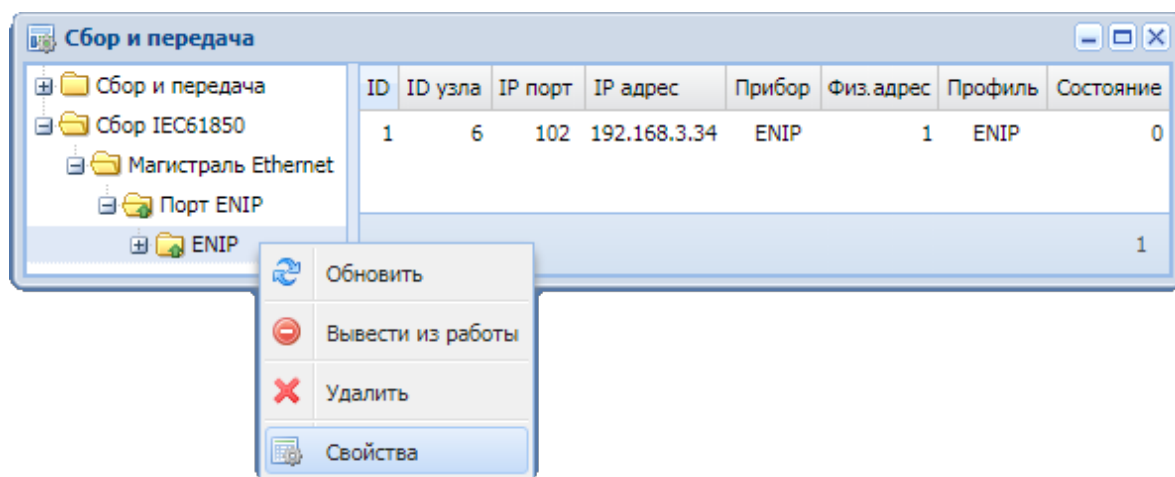 Сбор и передача
Сбор и передача
Сбор IEC61850
Магистраль Ethernet
Порт ENIP
ENIP
ID ID узла IP порт IP адрес Прибор Физ.адрес Профиль Состояние
1 6 102 192.168.3.34 ENIP 1 ENIP 0
1
Обновить
Вывести из работы
Удалить
Свойства